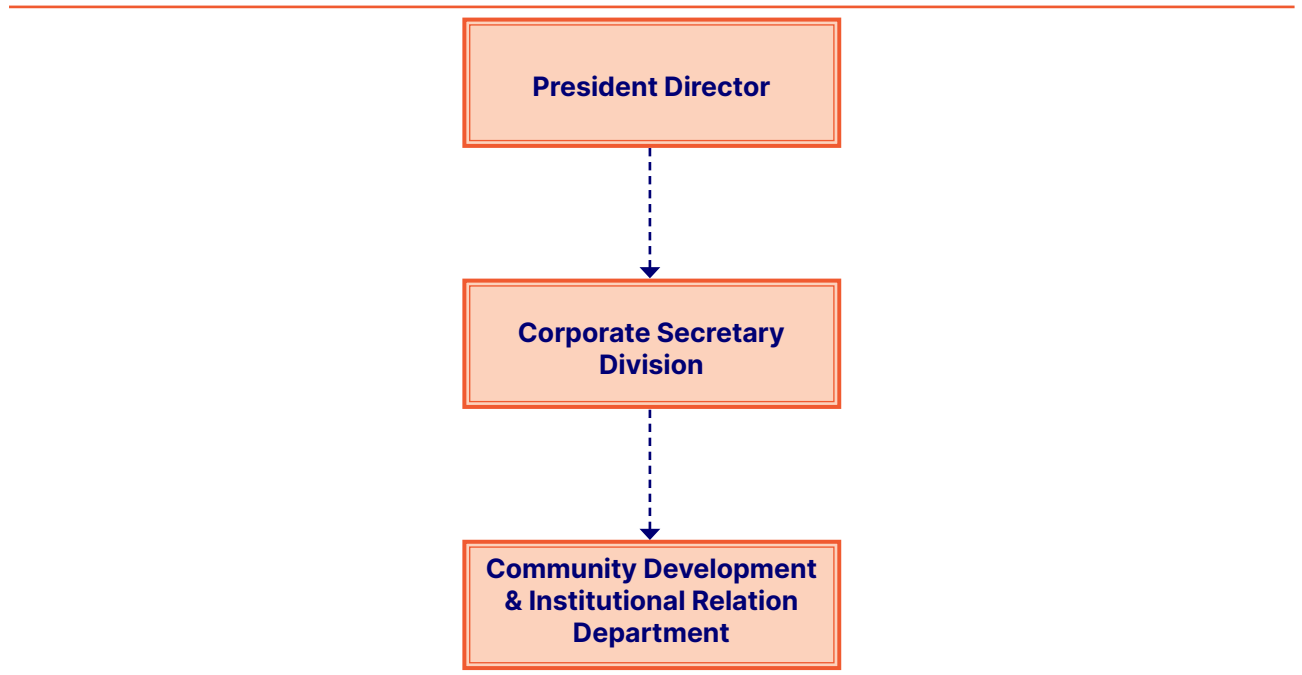 President Director
Corporate Secretary
Division
Community Development
& Institutional Relation
Department